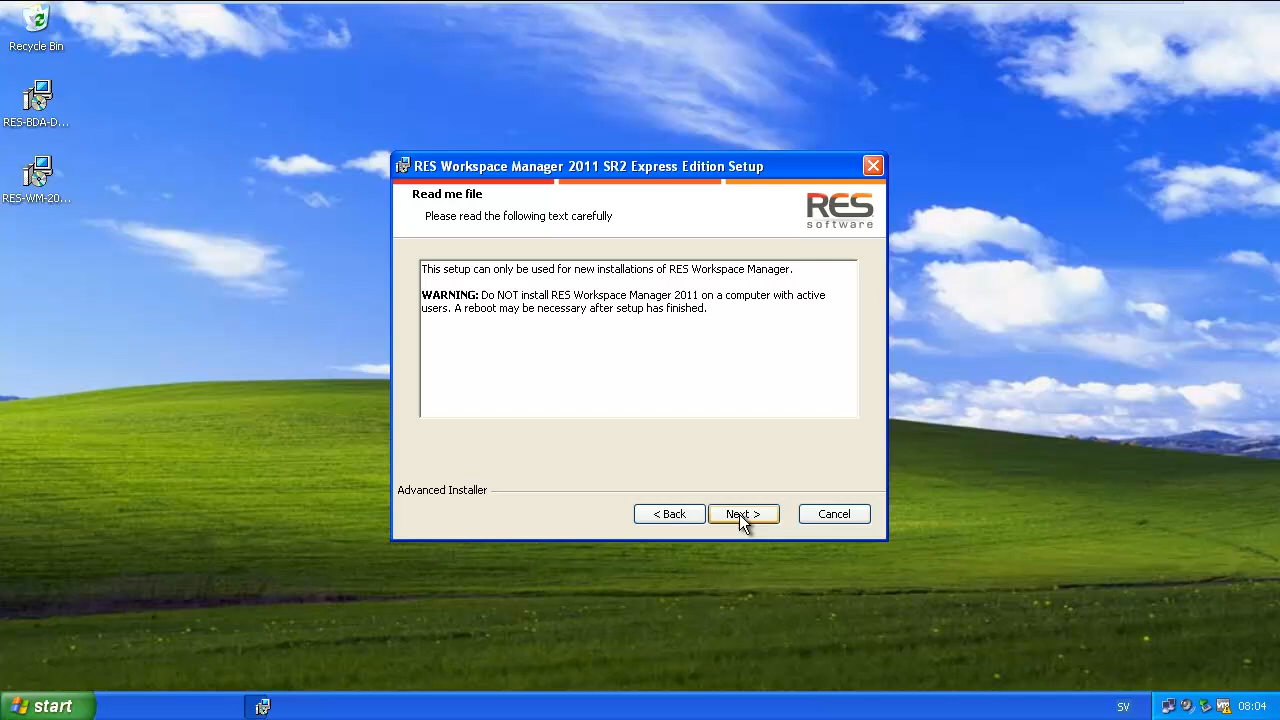 Recycle Bin
RES-BDA-D...
RES-WM-20...
RES Workspace Manager 2011 SR2 Express Edition Setup
Read me file
Please read the following text carefully
RES
software
This setup can only be used for new installations of RES Workspace Manager.
WARNING: Do NOT install RES Workspace Manager 2011 on a computer with active
users. A reboot may be necessary after setup has finished.
Advanced Installer
< Back
Next >
Cancel
start
SV
08:04